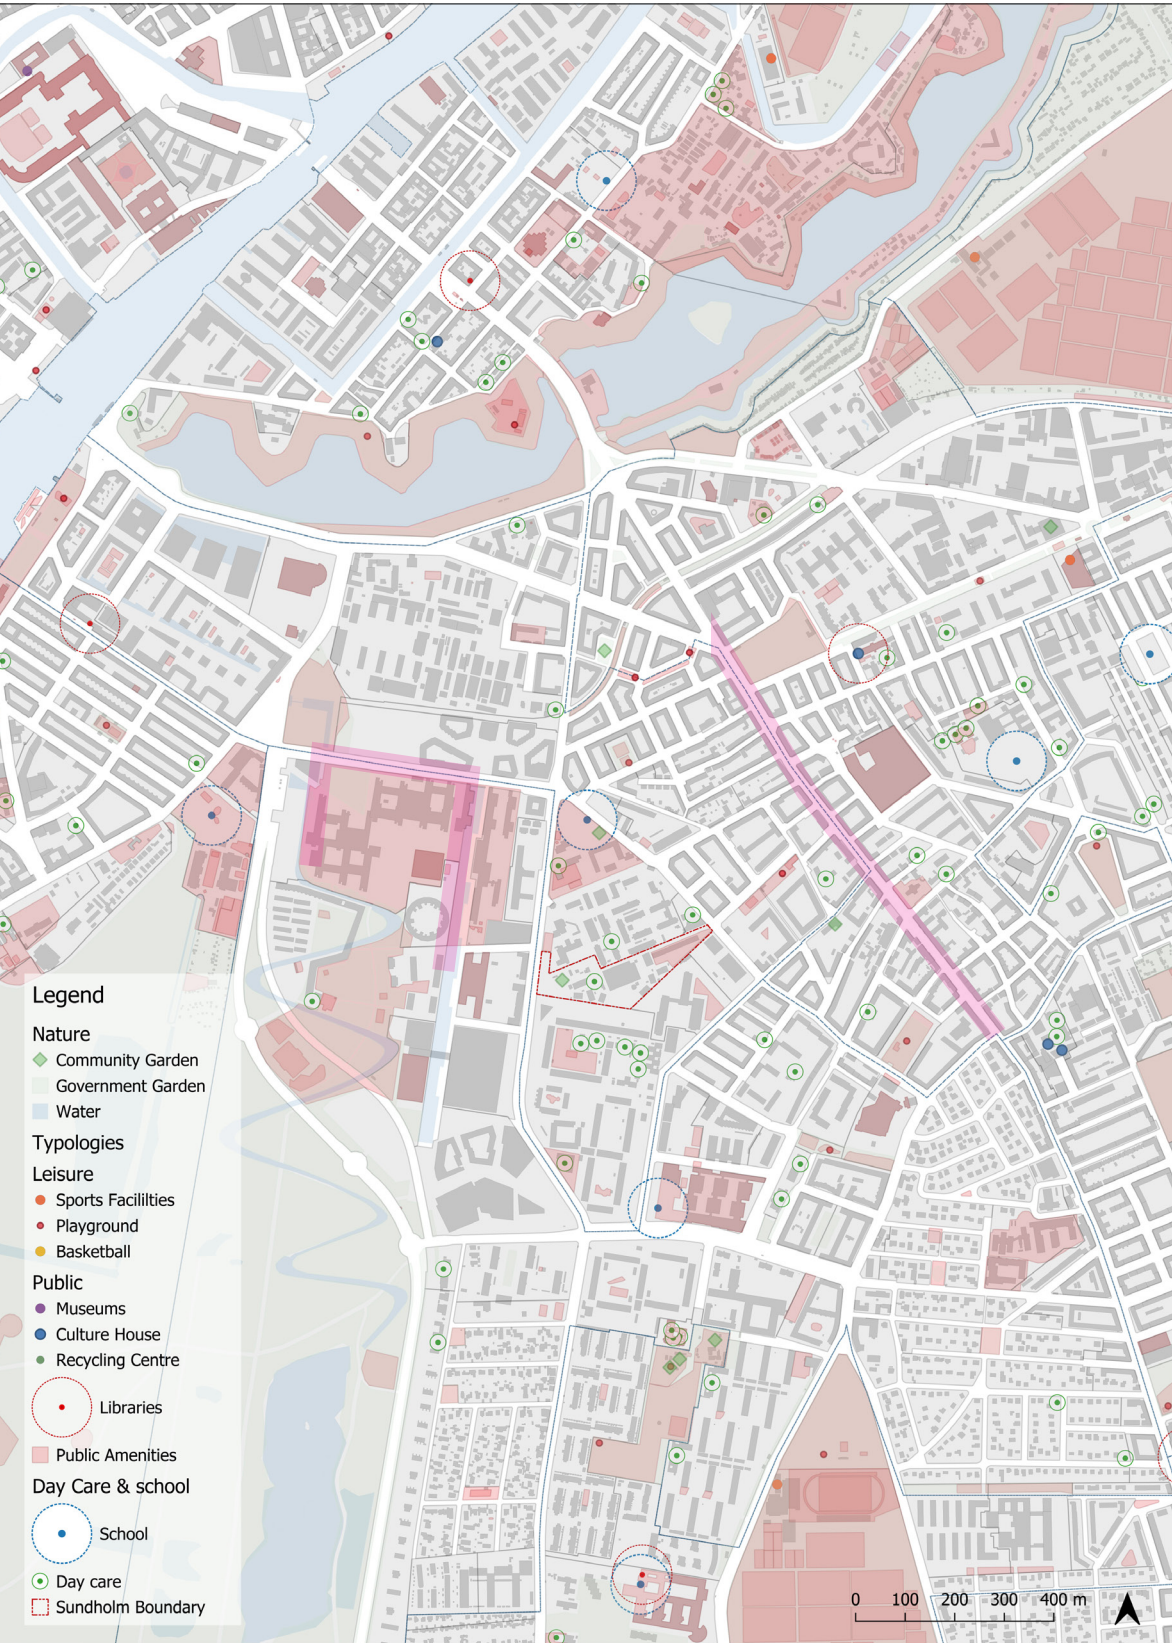 Legend
Nature
Community Garden
Government Garden
Water
Typologies
Leisure
Sports Facililties
Playground
Basketball
Public
Museums
Culture House
Recycling Centre
Libraries
Public Amenities
Day Care & school
School
Day care
Sundholm Boundary
0 100 200 300 400 m